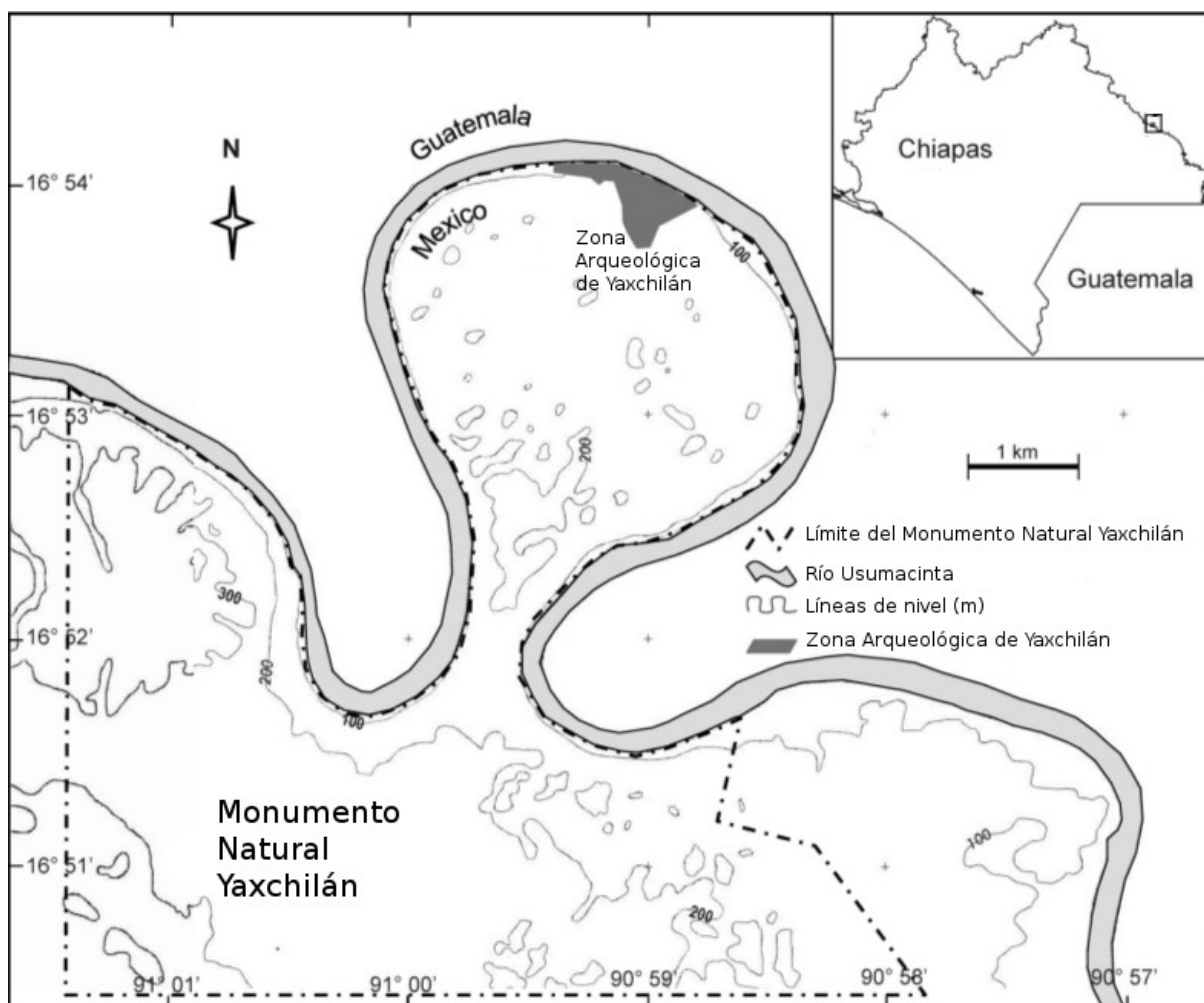 Guatemala
N
Chiapas
16° 54'
Mexico
Zona
Arqueológica
de Yaxchilán
100
Guatemala
16° 53'
200
1 km
Límite del Monumento Natural Yaxchilán
Río Usumacinta
300
Líneas de nivel (m)
16° 52'
Zona Arqueológica de Yaxchilán
200
100
Monumento
Natural
Yaxchilán
100
16° 51'
200
91° 01'
91° 00'
90° 59'
90° 58'
90° 57'